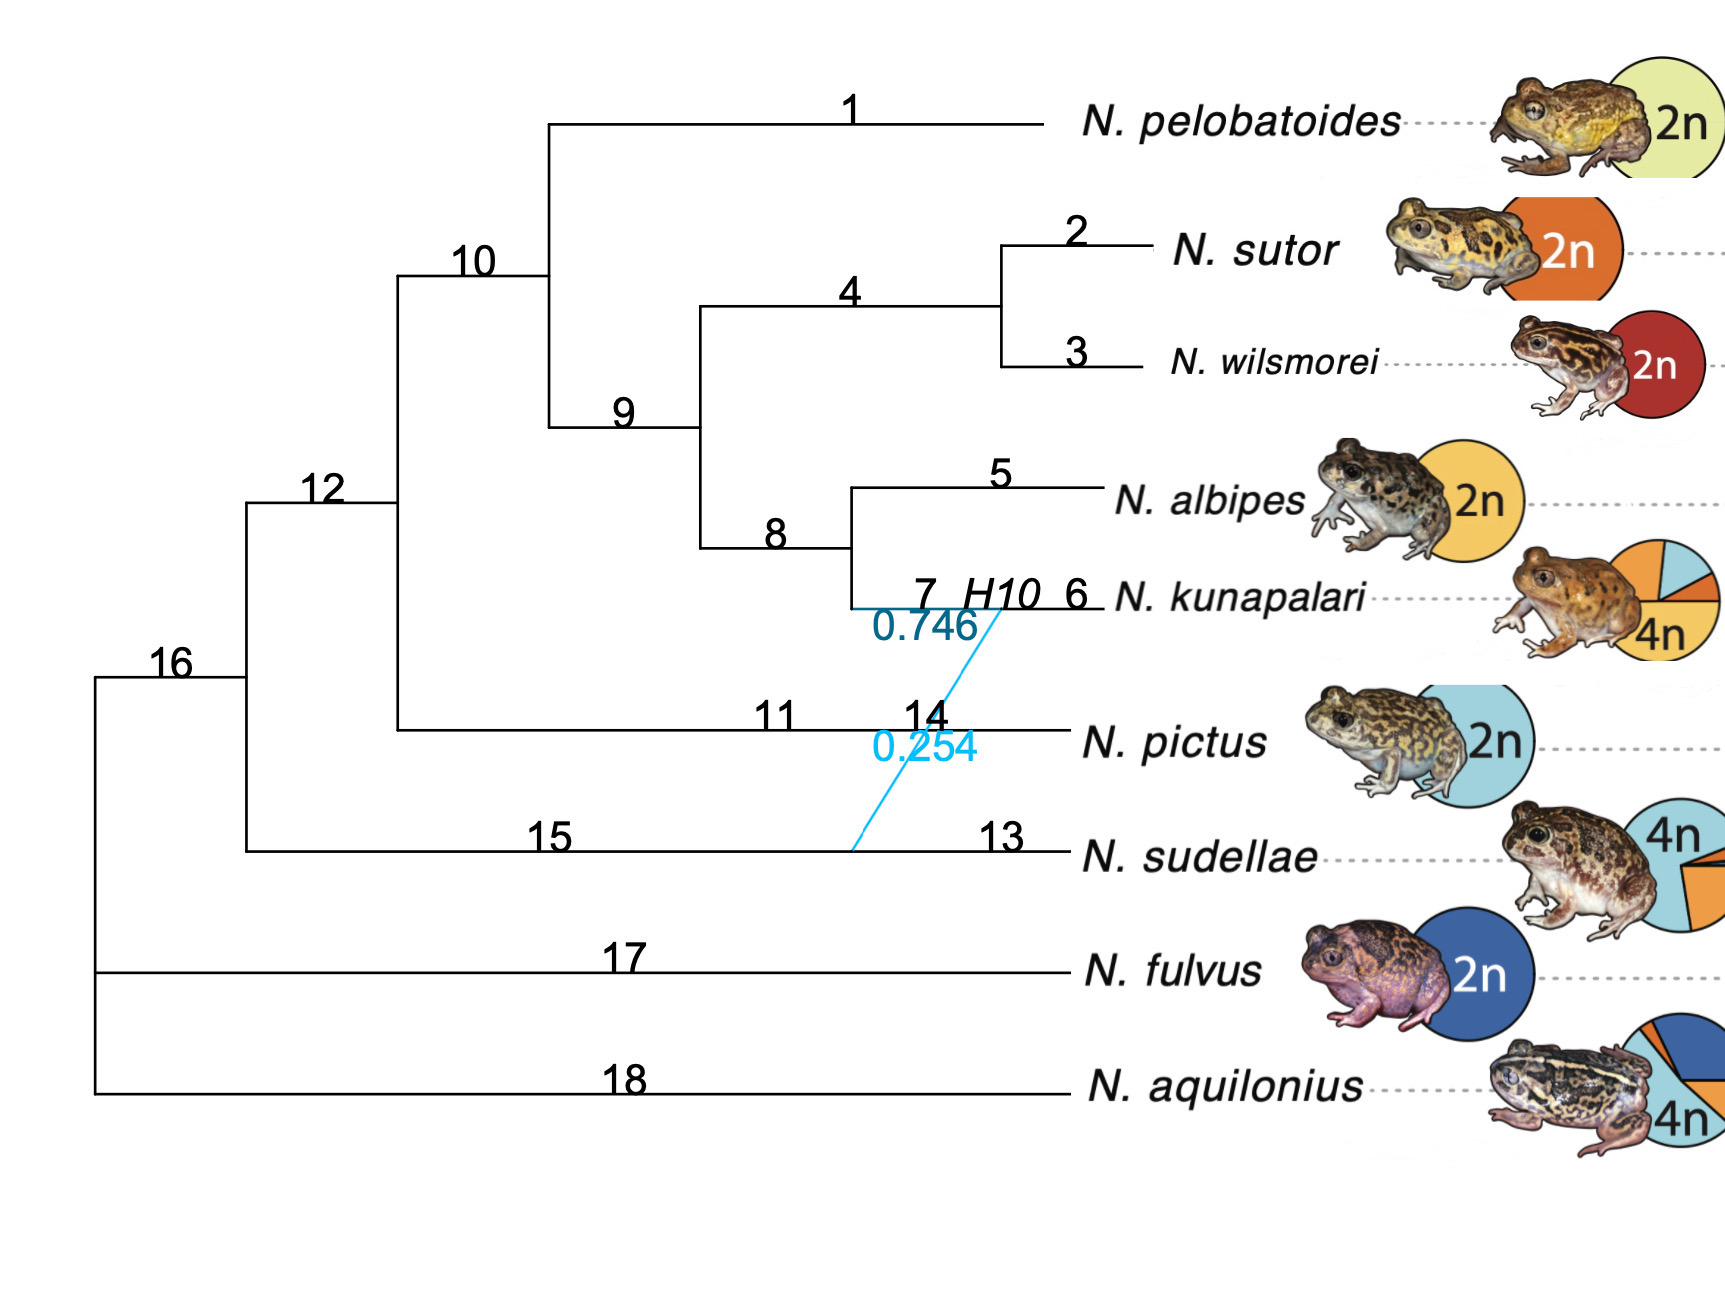 1
N. pelobatoides
2n
2
N. sutor
2n
10
4
3
N. wilsmorei
2n
9
5
N. albipes
2n
12
8
7
H10
6
N. kunapalari
0.746
4n
16
11
14
N. pictus
2n
0.254
15
13
N. sudellae
4n
17
N. fulvus
2n
18
N. aquilonius
4n